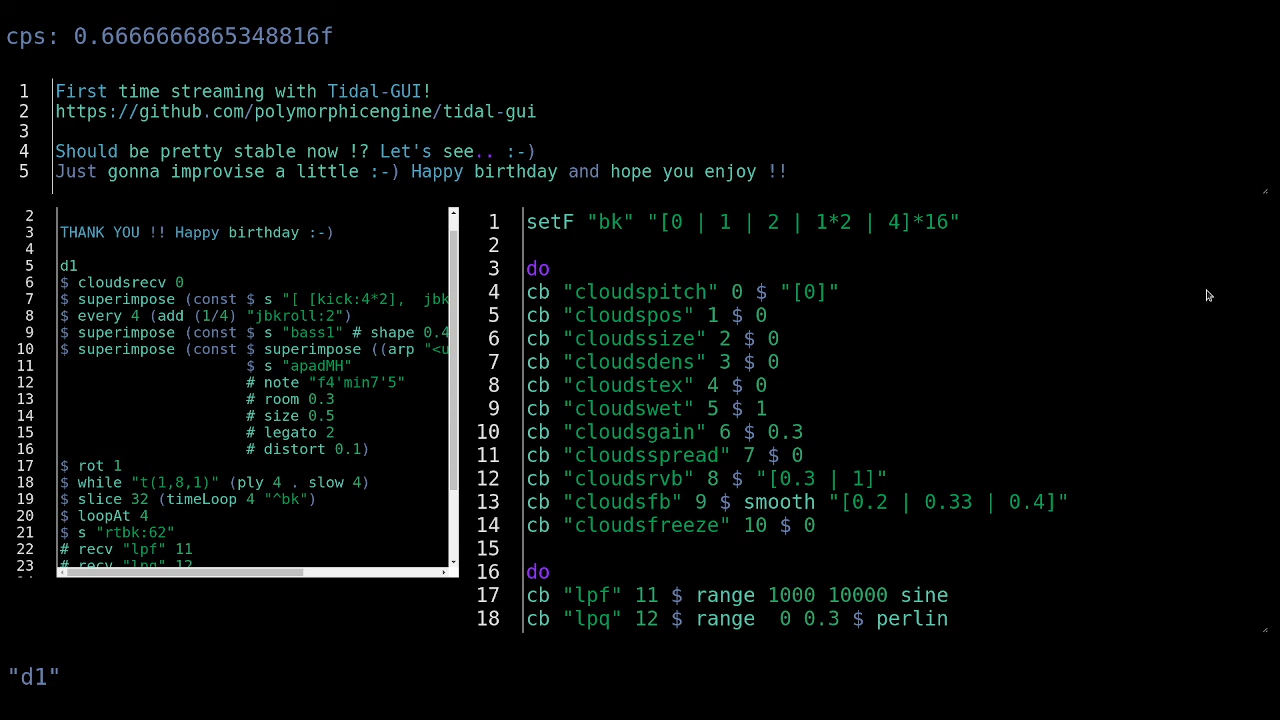 cps: 0.6666666865348816f
1 First time streaming with Tidal-GUI!
2 https://github.com/polymorphicengine/tidal-gui
3
4 Should be pretty stable now !? Let's see.. :-)
5 Just gonna improvise a little :-) Happy birthday and hope you enjoy !!
2
3 THANK YOU !! Happy birthday :-)
4
5 d1
6 $ cloudsrecv 0
7 $ superimpose (const $ s "[ [kick:4*2],  jbk
8 $ every 4 (add (1/4) "jbkroll:2")
9 $ superimpose (const $ s "bass1" # shape 0.4
10 $ superimpose (const $ superimpose ((arp "<u
11 $ s "apadMH"
12 # note "f4'min7'5"
13 # room 0.3
14 # size 0.5
15 # legato 2
16 # distort 0.1)
17 $ rot 1
18 $ while "t(1,8,1)" (ply 4 . slow 4)
19 $ slice 32 (timeLoop 4 "^bk")
20 $ loopAt 4
21 $ s "rtbk:62"
22 # recv "lpf" 11
23 # recv "lpq" 12
1 setF "bk" "[0 | 1 | 2 | 1*2 | 4]*16"
2
3 do
4 cb "cloudspitch" 0 $ "[0]"
5 cb "cloudspos" 1 $ 0
6 cb "cloudssize" 2 $ 0
7 cb "cloudsdens" 3 $ 0
8 cb "cloudstex" 4 $ 0
9 cb "cloudswet" 5 $ 1
10 cb "cloudsgain" 6 $ 0.3
11 cb "cloudsspread" 7 $ 0
12 cb "cloudsrvb" 8 $ "[0.3 | 1]"
13 cb "cloudsfb" 9 $ smooth "[0.2 | 0.33 | 0.4]"
14 cb "cloudsfreeze" 10 $ 0
15
16 do
17 cb "lpf" 11 $ range 1000 10000 sine
18 cb "lpq" 12 $ range  0 0.3 $ perlin
"d1"